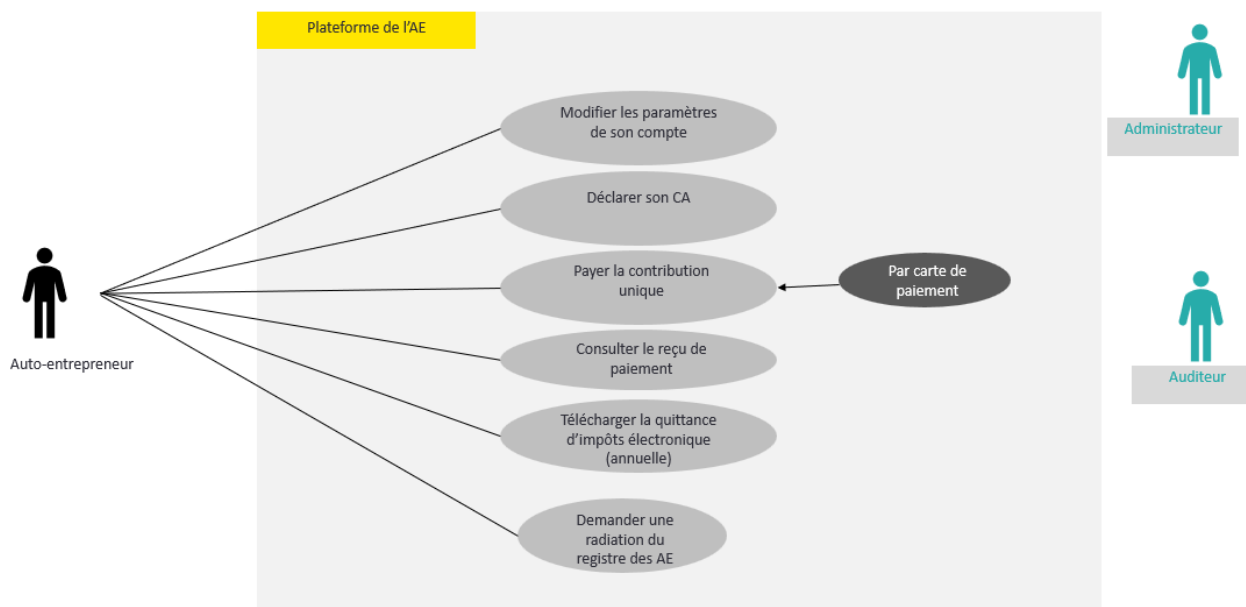 Plateforme de l'AE
Modifier les paramètres
de son compte
Administrateur
Déclarer son CA
Payer la contribution
unique
Par carte de
paiement
Auto-entrepreneur
Consulter le reçu de
paiement
Auditeur
Télécharger la quittance
d'impôts électronique
(annuelle)
Demander une
radiation du
registre des AE